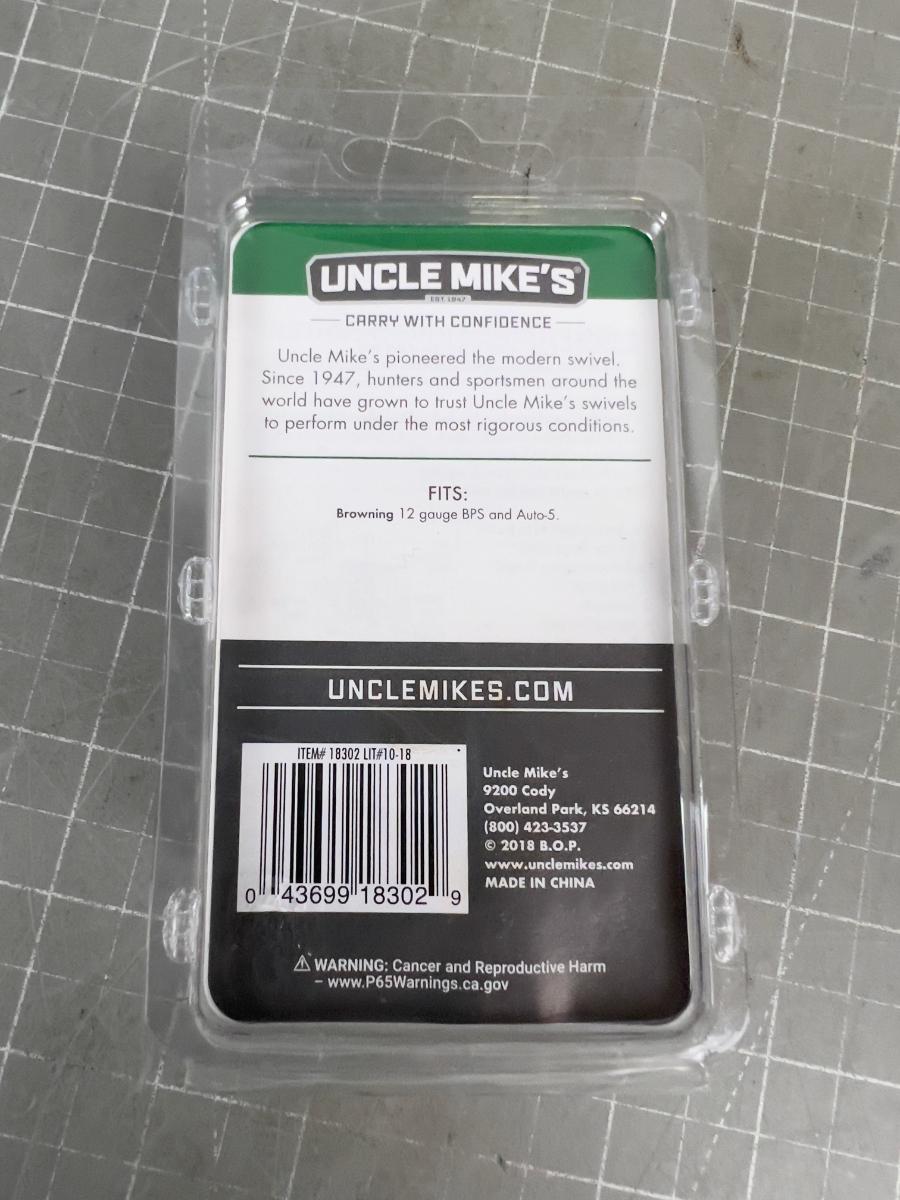 UNCLE MIKE'S®
EST. 1947
CARRY WITH CONFIDENCE
Uncle Mike's pioneered the modern swivel.
Since 1947, hunters and sportsmen around the
world have grown to trust Uncle Mike's swivels
to perform under the most rigorous conditions.
FITS:
Browning 12 gauge BPS and Auto-5.
UNCLEMIKES.COM
ITEM# 18302 LIT#10-18
0 43699 18302 9
Uncle Mike's
9200 Cody
Overland Park, KS 66214
(800) 423-3537
© 2018 B.O.P.
www.unclemikes.com
MADE IN CHINA
⚠ WARNING: Cancer and Reproductive Harm
– www.P65Warnings.ca.gov